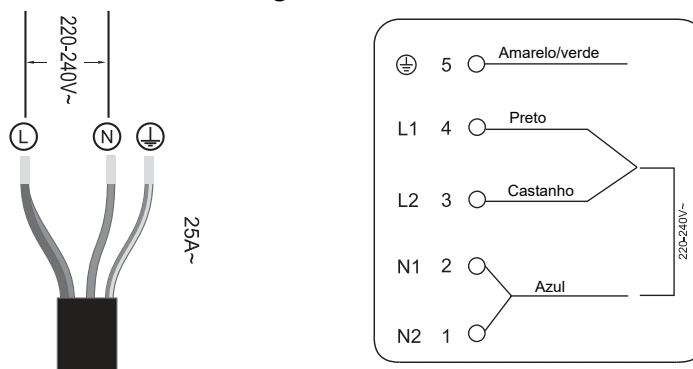 220-240V~
L
N
25A~
5 Amarelo/verde
L1 4 Preto
L2 3 Castanho
N1 2
Azul
N2 1
220-240V~